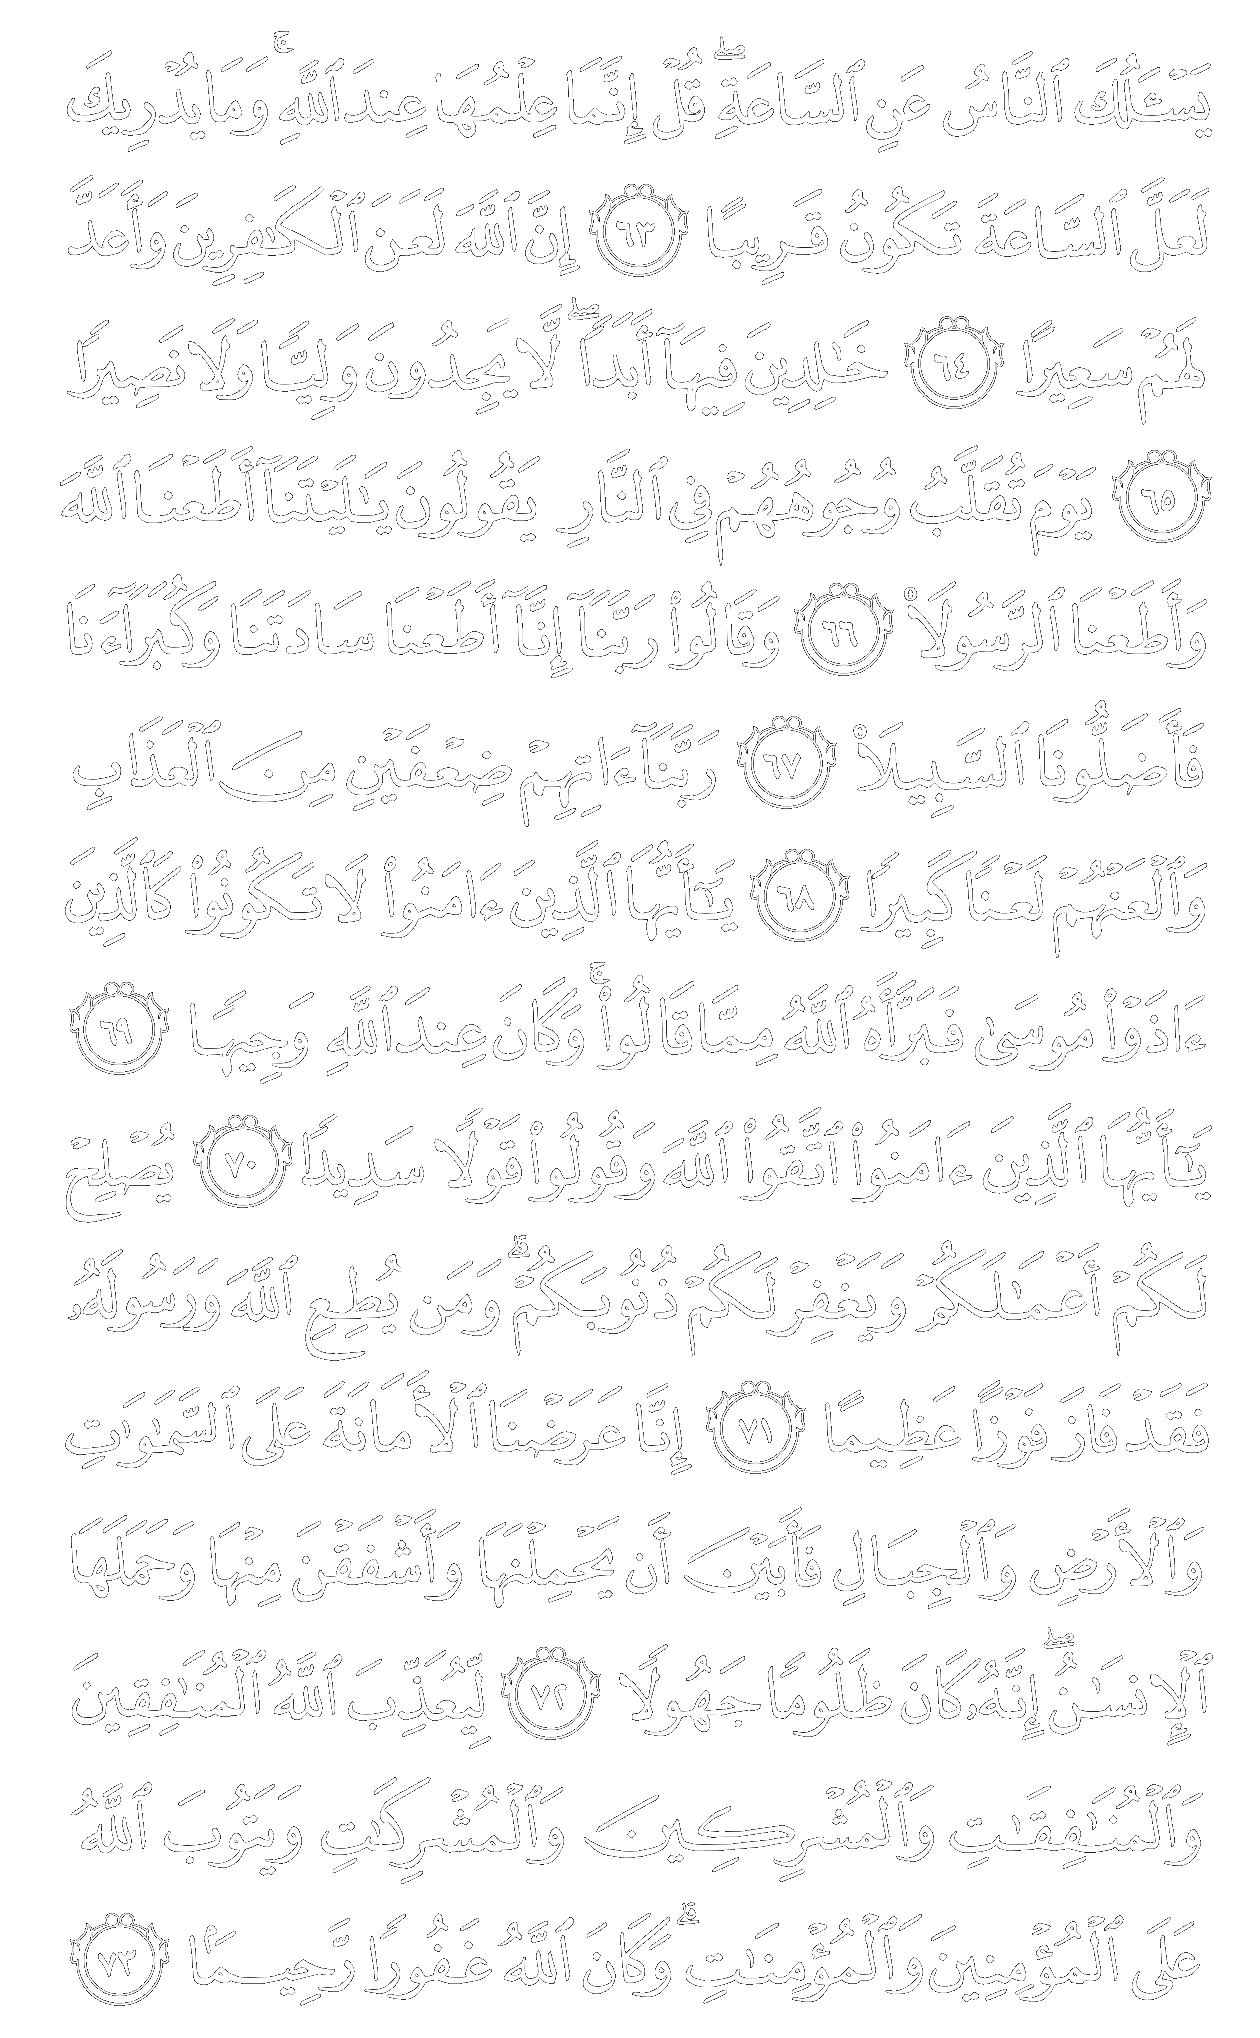 يَسْـَٔلُكَ ٱلنَّاسُ عَنِ ٱلسَّاعَةِ ۖ قُلْ إِنَّمَا عِلْمُهَا عِندَ ٱللَّهِ ۚ وَمَا يُدْرِيكَ
لَعَلَّ ٱلسَّاعَةَ تَكُونُ قَرِيبًا ٦٣ إِنَّ ٱللَّهَ لَعَنَ ٱلْكَٰفِرِينَ وَأَعَدَّ
لَهُمْ سَعِيرًا ٦٤ خَٰلِدِينَ فِيهَآ أَبَدًا ۖ لَّا يَجِدُونَ وَلِيًّا وَلَا نَصِيرًا
٦٥ يَوْمَ تُقَلَّبُ وُجُوهُهُمْ فِى ٱلنَّارِ يَقُولُونَ يَٰلَيْتَنَآ أَطَعْنَا ٱللَّهَ
وَأَطَعْنَا ٱلرَّسُولَا۠ ٦٦ وَقَالُوا۟ رَبَّنَآ إِنَّآ أَطَعْنَا سَادَتَنَا وَكُبَرَآءَنَا
فَأَضَلُّونَا ٱلسَّبِيلَا۠ ٦٧ رَبَّنَآ ءَاتِهِمْ ضِعْفَيْنِ مِنَ ٱلْعَذَابِ
وَٱلْعَنْهُمْ لَعْنًا كَبِيرًا ٦٨ يَٰٓأَيُّهَا ٱلَّذِينَ ءَامَنُوا۟ لَا تَكُونُوا۟ كَٱلَّذِينَ
ءَاذَوْا۟ مُوسَىٰ فَبَرَّأَهُ ٱللَّهُ مِمَّا قَالُوا۟ ۚ وَكَانَ عِندَ ٱللَّهِ وَجِيهًا ٦٩
يَٰٓأَيُّهَا ٱلَّذِينَ ءَامَنُوا۟ ٱتَّقُوا۟ ٱللَّهَ وَقُولُوا۟ قَوْلًا سَدِيدًا ٧٠ يُصْلِحْ
لَكُمْ أَعْمَٰلَكُمْ وَيَغْفِرْ لَكُمْ ذُنُوبَكُمْ ۗ وَمَن يُطِعِ ٱللَّهَ وَرَسُولَهُۥ
فَقَدْ فَازَ فَوْزًا عَظِيمًا ٧١ إِنَّا عَرَضْنَا ٱلْأَمَانَةَ عَلَى ٱلسَّمَٰوَٰتِ
وَٱلْأَرْضِ وَٱلْجِبَالِ فَأَبَيْنَ أَن يَحْمِلْنَهَا وَأَشْفَقْنَ مِنْهَا وَحَمَلَهَا
ٱلْإِنسَٰنُ ۖ إِنَّهُۥ كَانَ ظَلُومًا جَهُولًا ٧٢ لِّيُعَذِّبَ ٱللَّهُ ٱلْمُنَٰفِقِينَ
وَٱلْمُنَٰفِقَٰتِ وَٱلْمُشْرِكِينَ وَٱلْمُشْرِكَٰتِ وَيَتُوبَ ٱللَّهُ
عَلَى ٱلْمُؤْمِنِينَ وَٱلْمُؤْمِنَٰتِ ۗ وَكَانَ ٱللَّهُ غَفُورًا رَّحِيمًۢا ٧٣